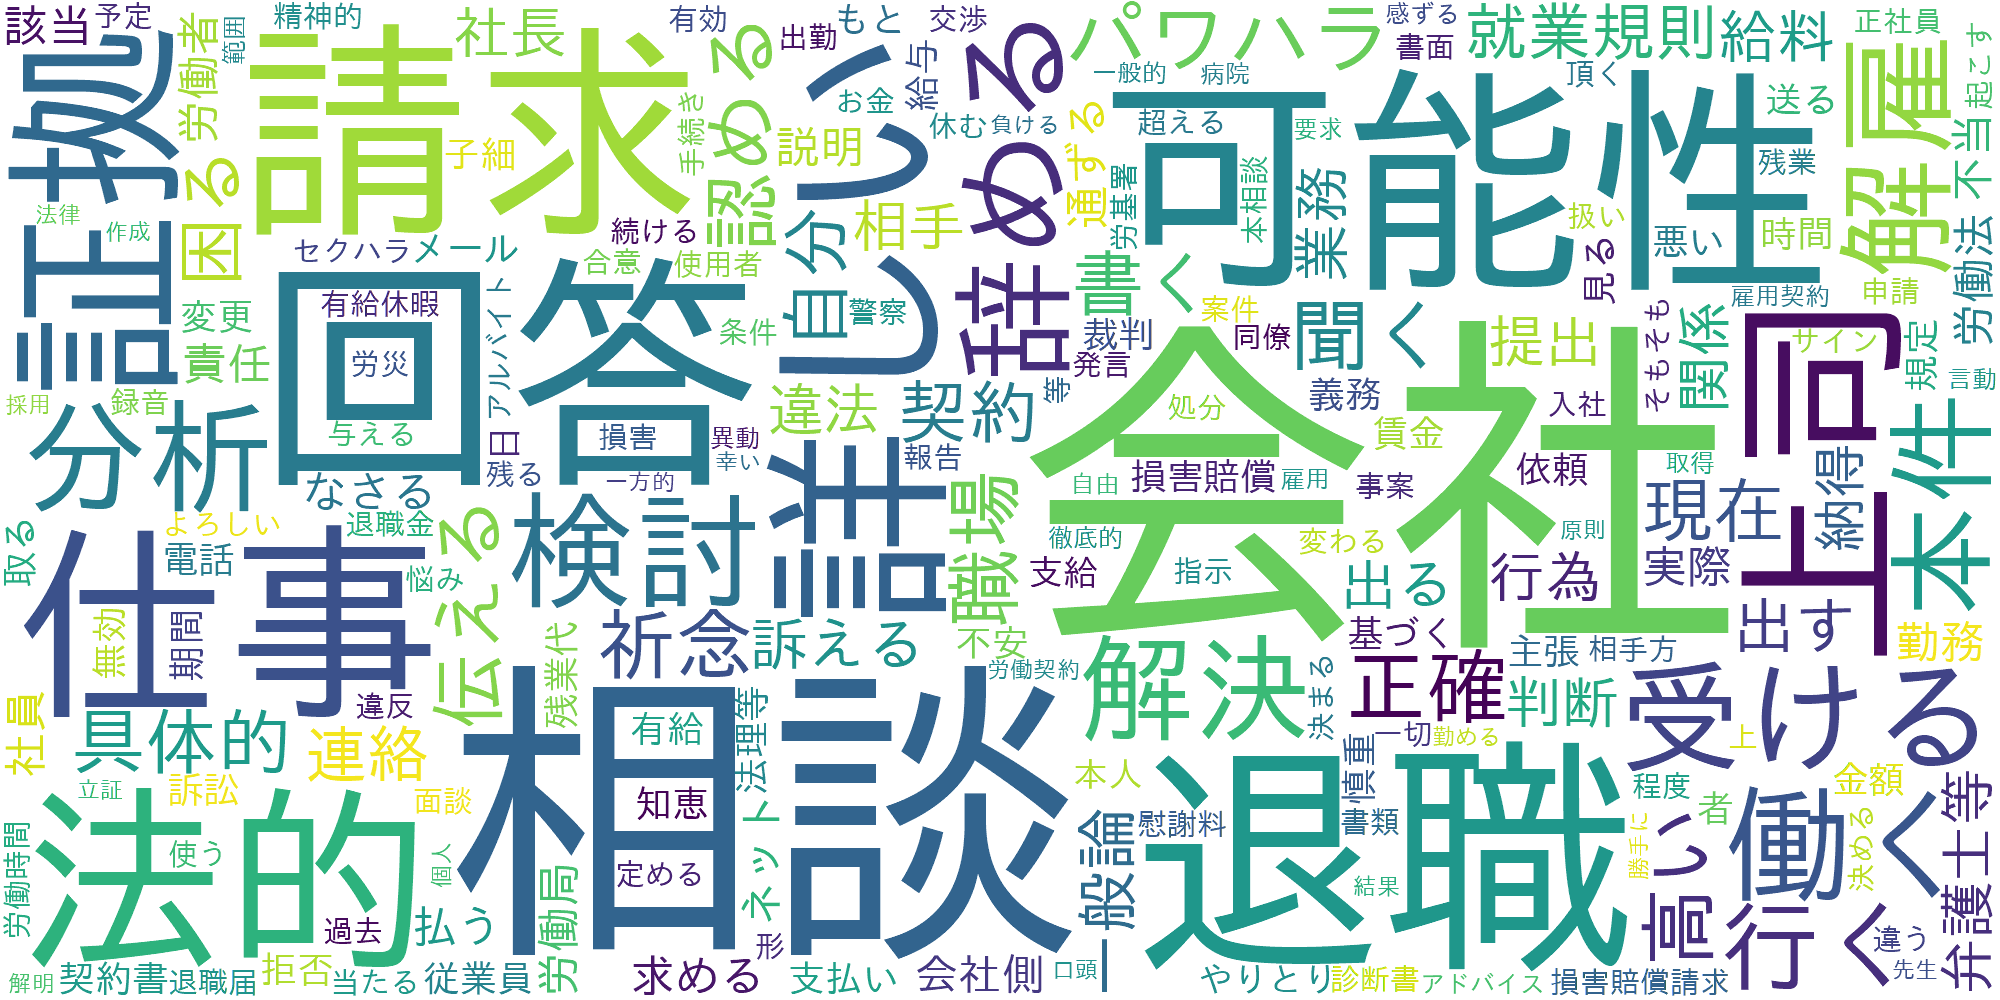 該当
予定
精神的
社長
有効
もと
交渉
感ずる
パワハラ
就業規則
給料
正社員
範囲
労働者
請求
出勤
書面
証拠
認める
給与
お金
辞める
一般的
病院
頂く
送る
起こす
解雇
手続き
休む
負ける
超える
要求
可能性
子細
説明
通ずる
残業
不当
困る
労基署
本相談
法律
作成
続ける
自分
相手
業務
扱い
悪い
時間
労働法
セクハラ
メール
合意
使用者
書く
見る
雇用契約
申請
有給休暇
変更
アルバイト
条件
警察
裁判
案件
同僚
聞く
提出
関係
そもそも
サイン
規定
責任
労災
回答
詳しい
発言
義務
言動
採用
録音
違法
契約
等
処分
入社
会社
上司
与える
日
損害
異動
賃金
分析
報告
幸い
なさる
残る
一方的
自由
損害賠償
雇用
事案
依頼
取得
本件
検討
職場
現在
納得
取る
よろしい
退職金
伝える
徹底的
変わる
原則
電話
悩み
支給
指示
出る
行為
実際
仕事
無効
期間
祈念
訴える
不安
基づく
出す
勤務
残業代
労働契約
解決
決まる
正確
主張
相手方
社員
違反
判断
受ける
具体的
連絡
有給
法理等
一切
勤める
上
立証
訴訟
面談
知恵
相談
本人
退職
慎重
程度
者
金額
法的
慰謝料
書類
働く
労働時間
使う
個人
定める
ネット
一般論
結果
勝手に
高い
決める
弁護士等
過去
払う
労働局
形
行く
違う
解明
契約書
退職届
拒否
当たる
従業員
求める
支払い
会社側
口頭
やりとり
診断書
アドバイス
損害賠償請求
先生